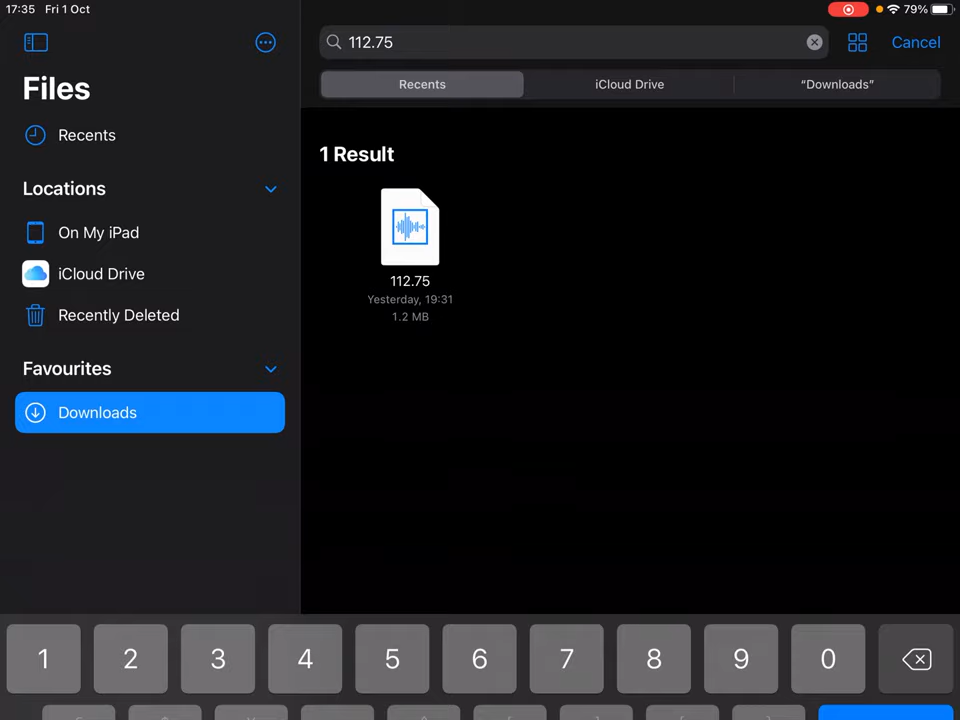 17:35 Fri 1 Oct
79%
Files
Recents
Locations
On My iPad
iCloud Drive
Recently Deleted
Favourites
Downloads
112.75
Cancel
Recents
iCloud Drive
“Downloads”
1 Result
112.75
Yesterday, 19:31
1.2 MB
1 2 3 4 5 6 7 8 9 0